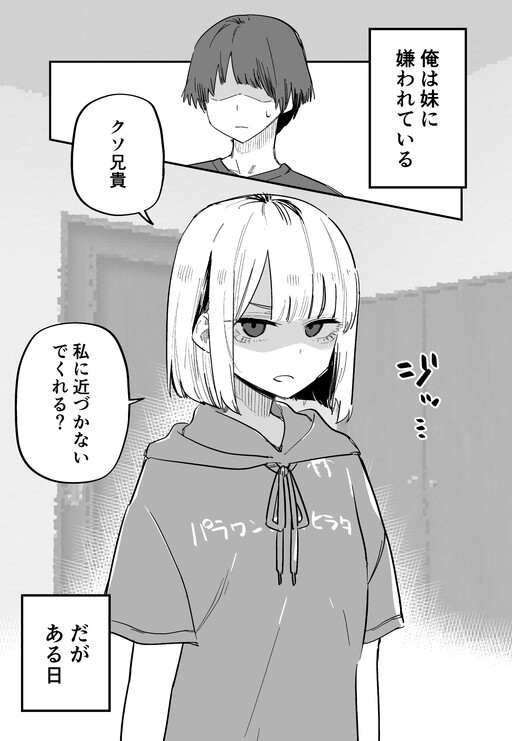 俺は妹に
嫌われている
クソ兄貴
私に近づかない
でくれる？
ジッ…
パラワンヒラタ
だが
ある日